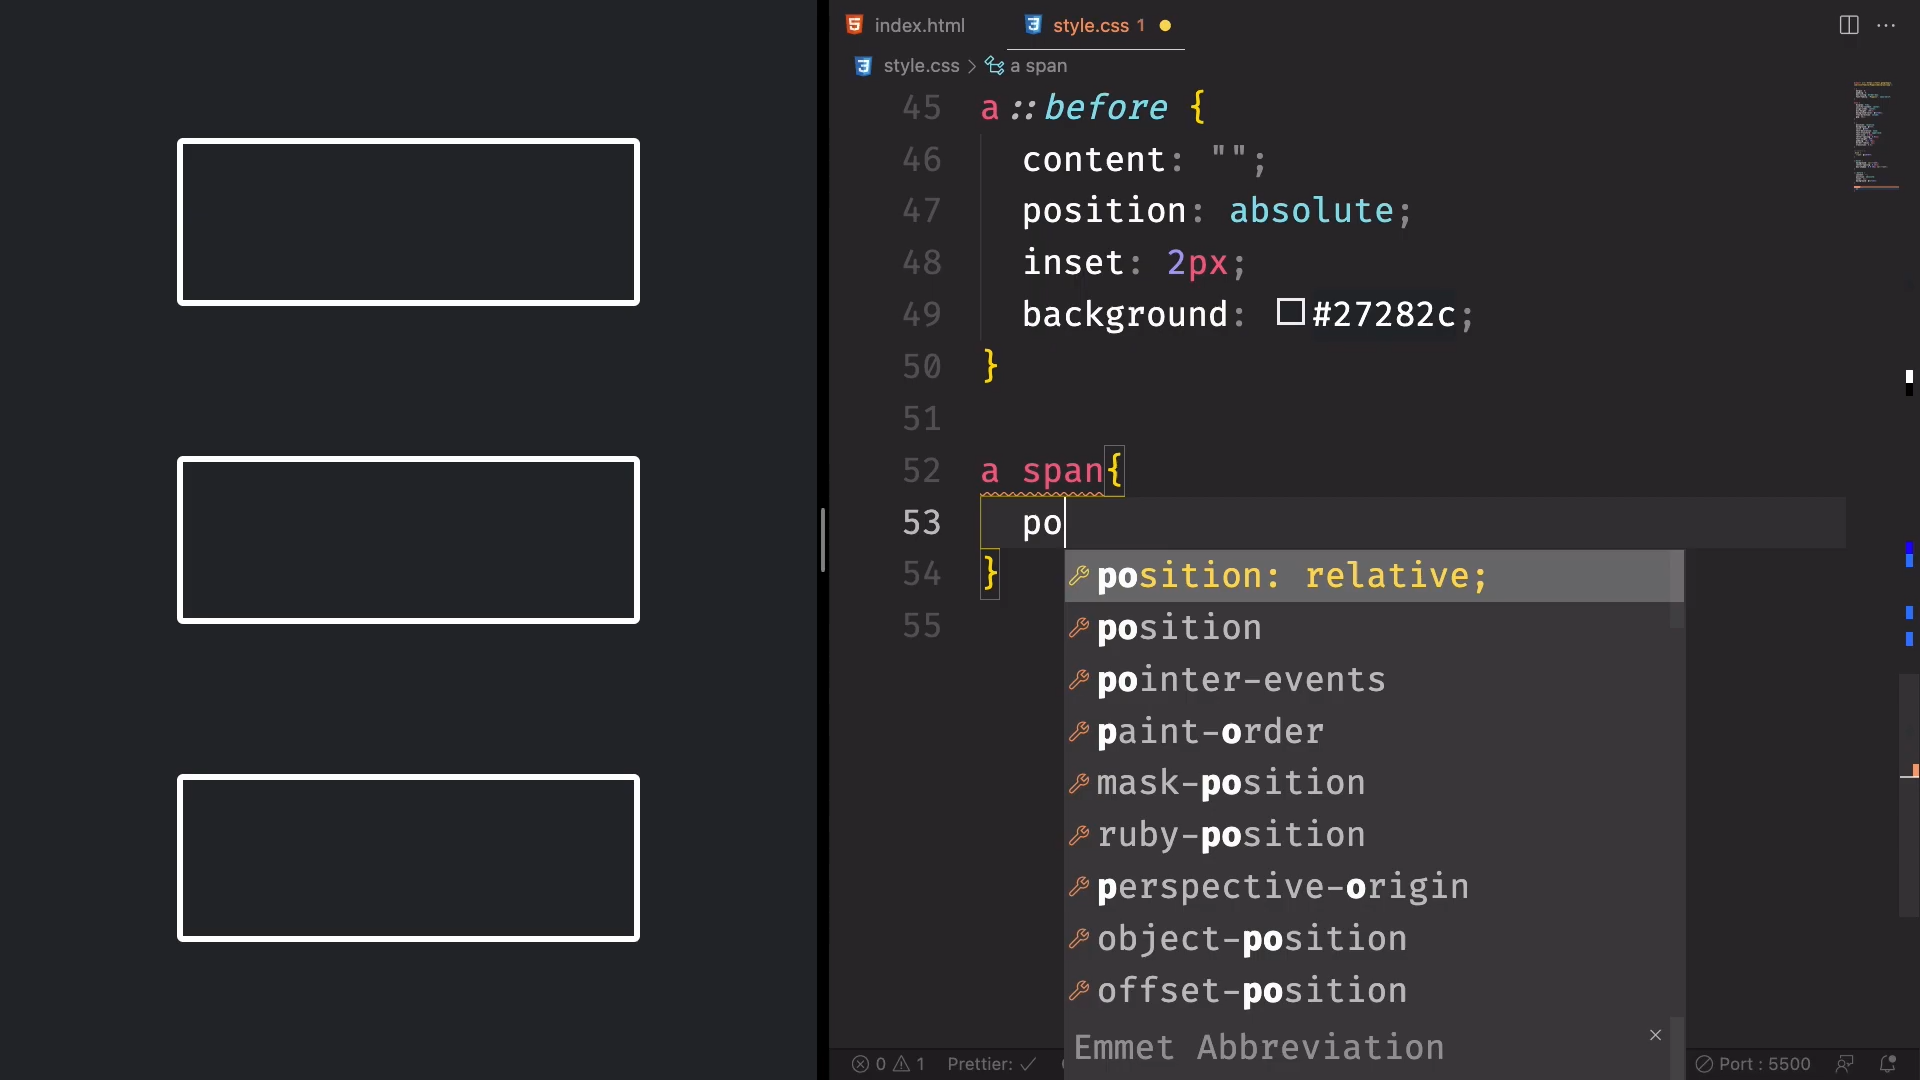 index.html
style.css 1
style.css > a span
45 a::before {
46 content: "";
47 position: absolute;
48 inset: 2px;
49 background: #27282c;
50 }
51
52 a span{
53 po
54 }
55
position: relative;
position
pointer-events
paint-order
mask-position
ruby-position
perspective-origin
object-position
offset-position
Emmet Abbreviation
0 1 Prettier: ✓
Port : 5500